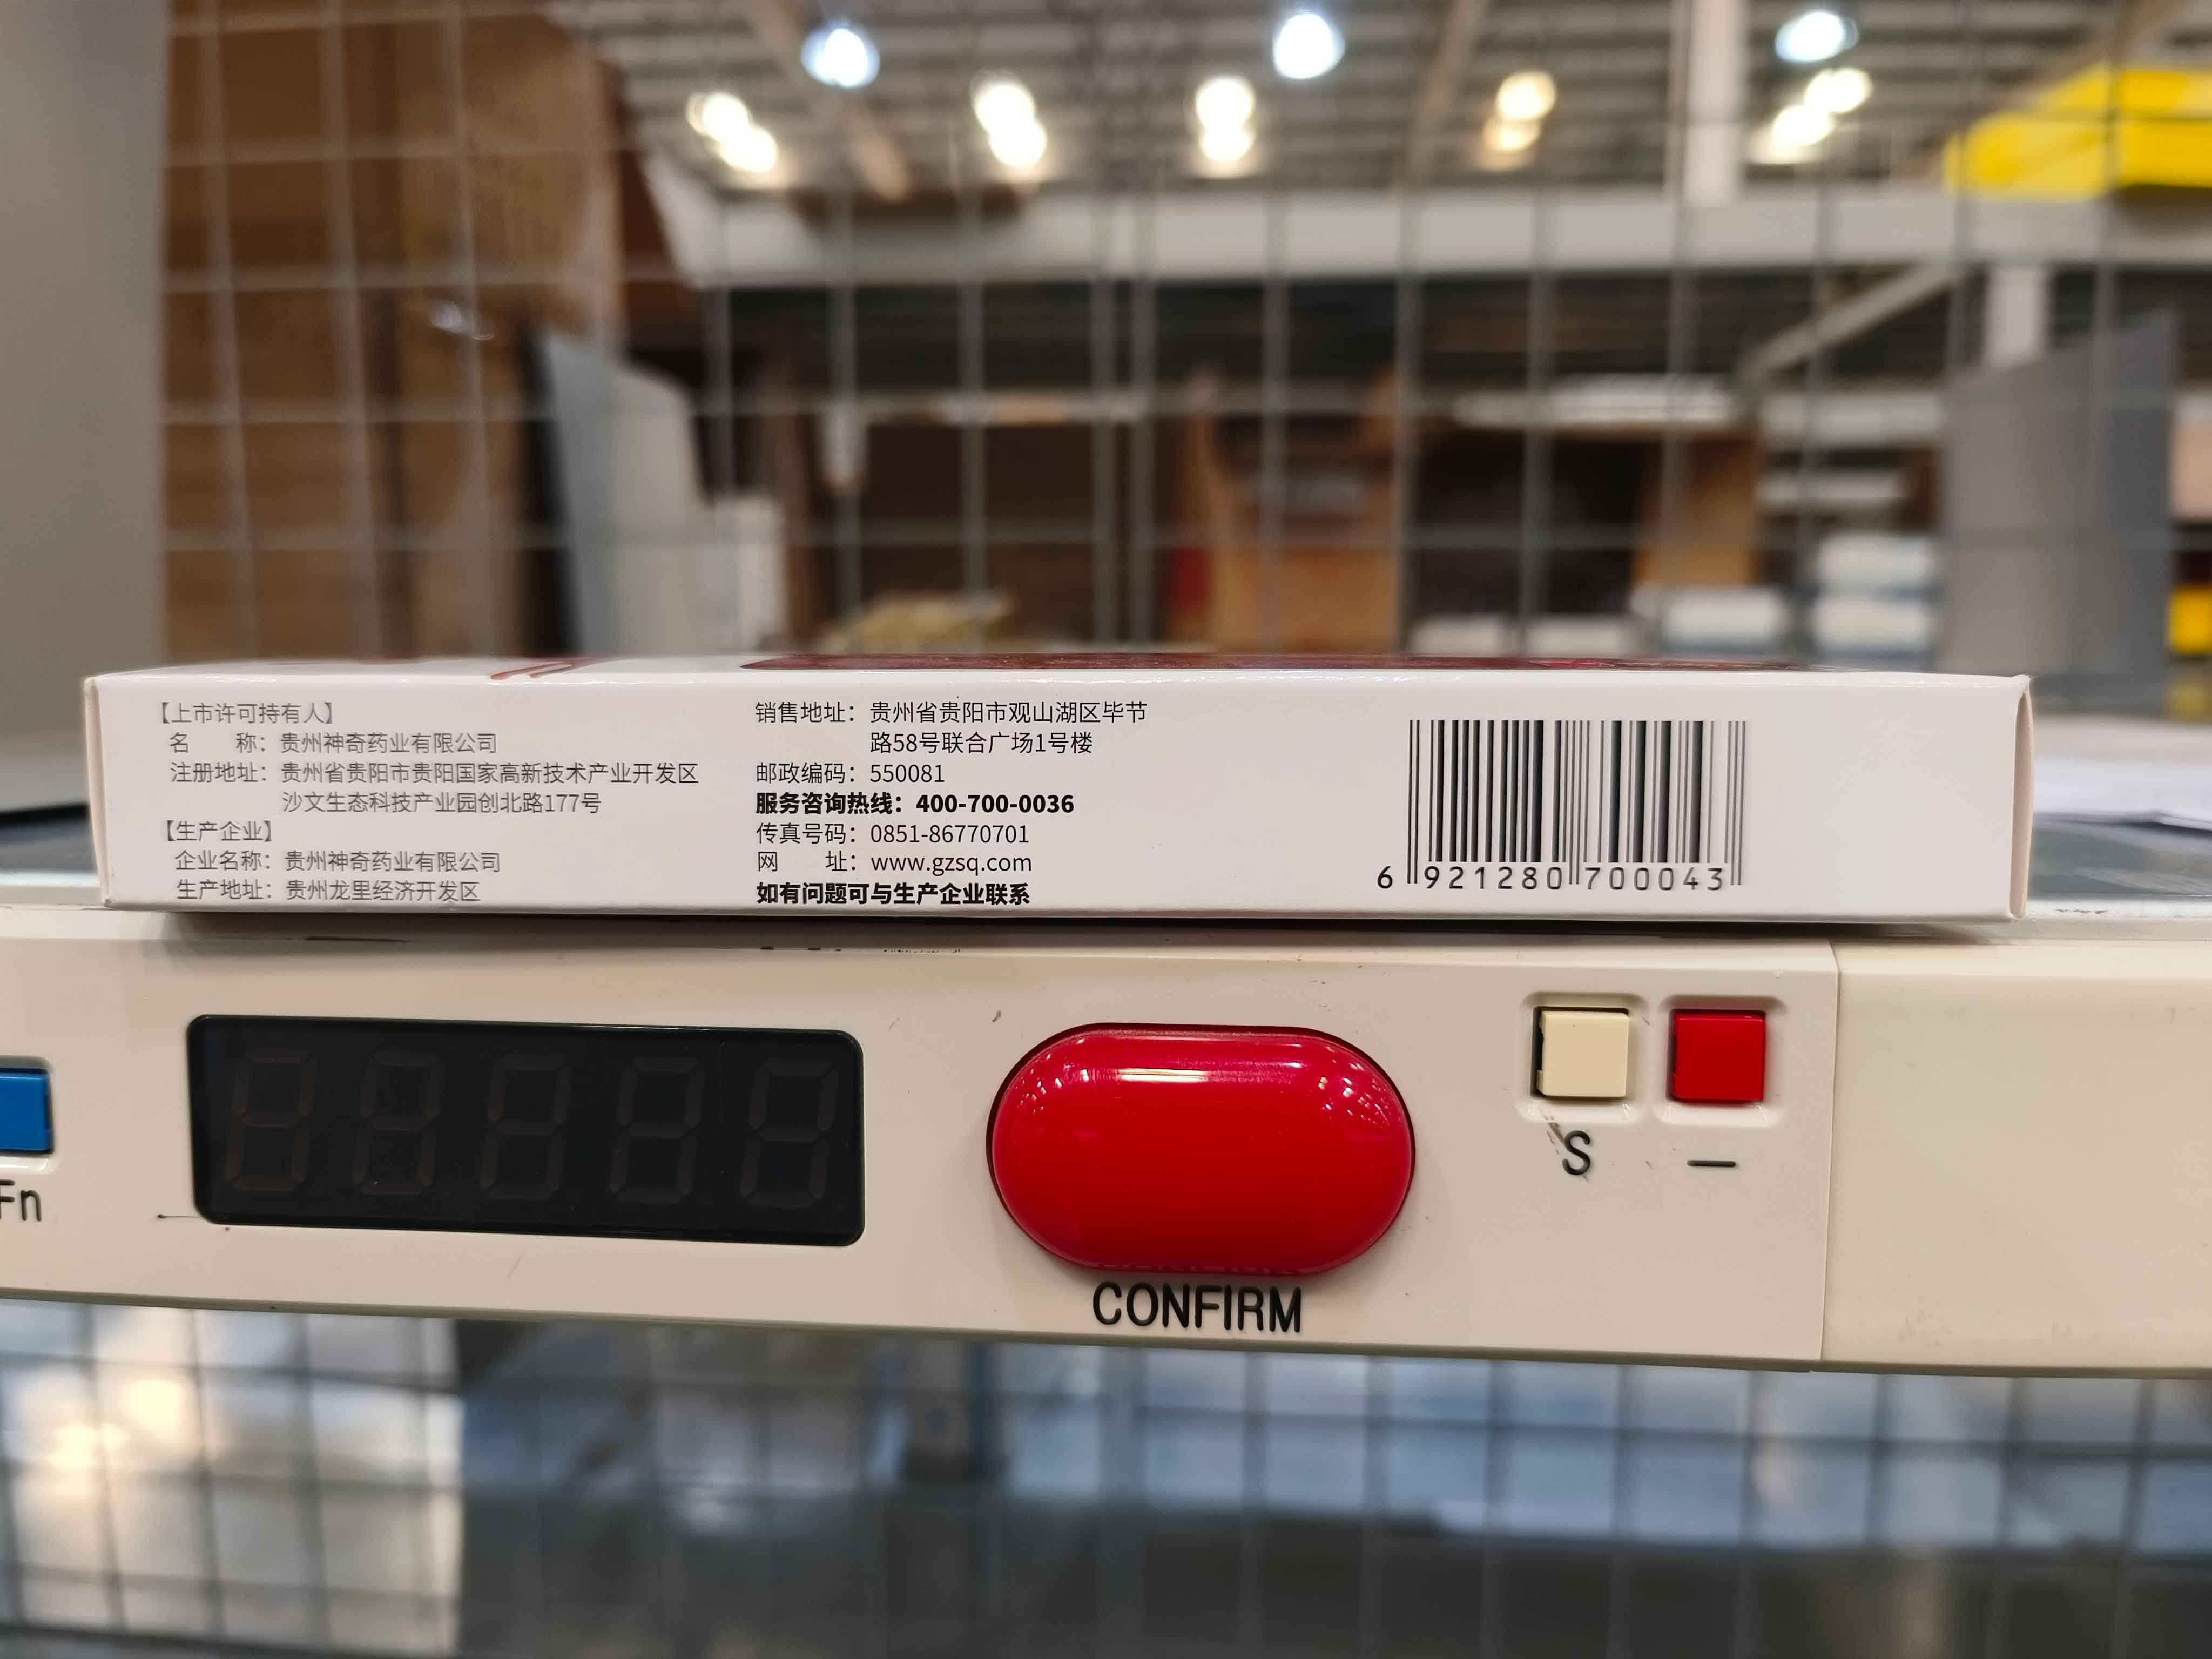 【上市许可持有人】
名 称：贵州神奇药业有限公司
注册地址：贵州省贵阳市贵阳国家高新技术产业开发区
沙文生态科技产业园创北路177号
【生产企业】
企业名称：贵州神奇药业有限公司
生产地址：贵州龙里经济开发区
销售地址：贵州省贵阳市观山湖区毕节
路58号联合广场1号楼
邮政编码：550081
服务咨询热线：400-700-0036
传真号码：0851-86770701
网 址：www.gzsq.com
如有问题可与生产企业联系
6 921280 700043
Fn
CONFIRM
S
—